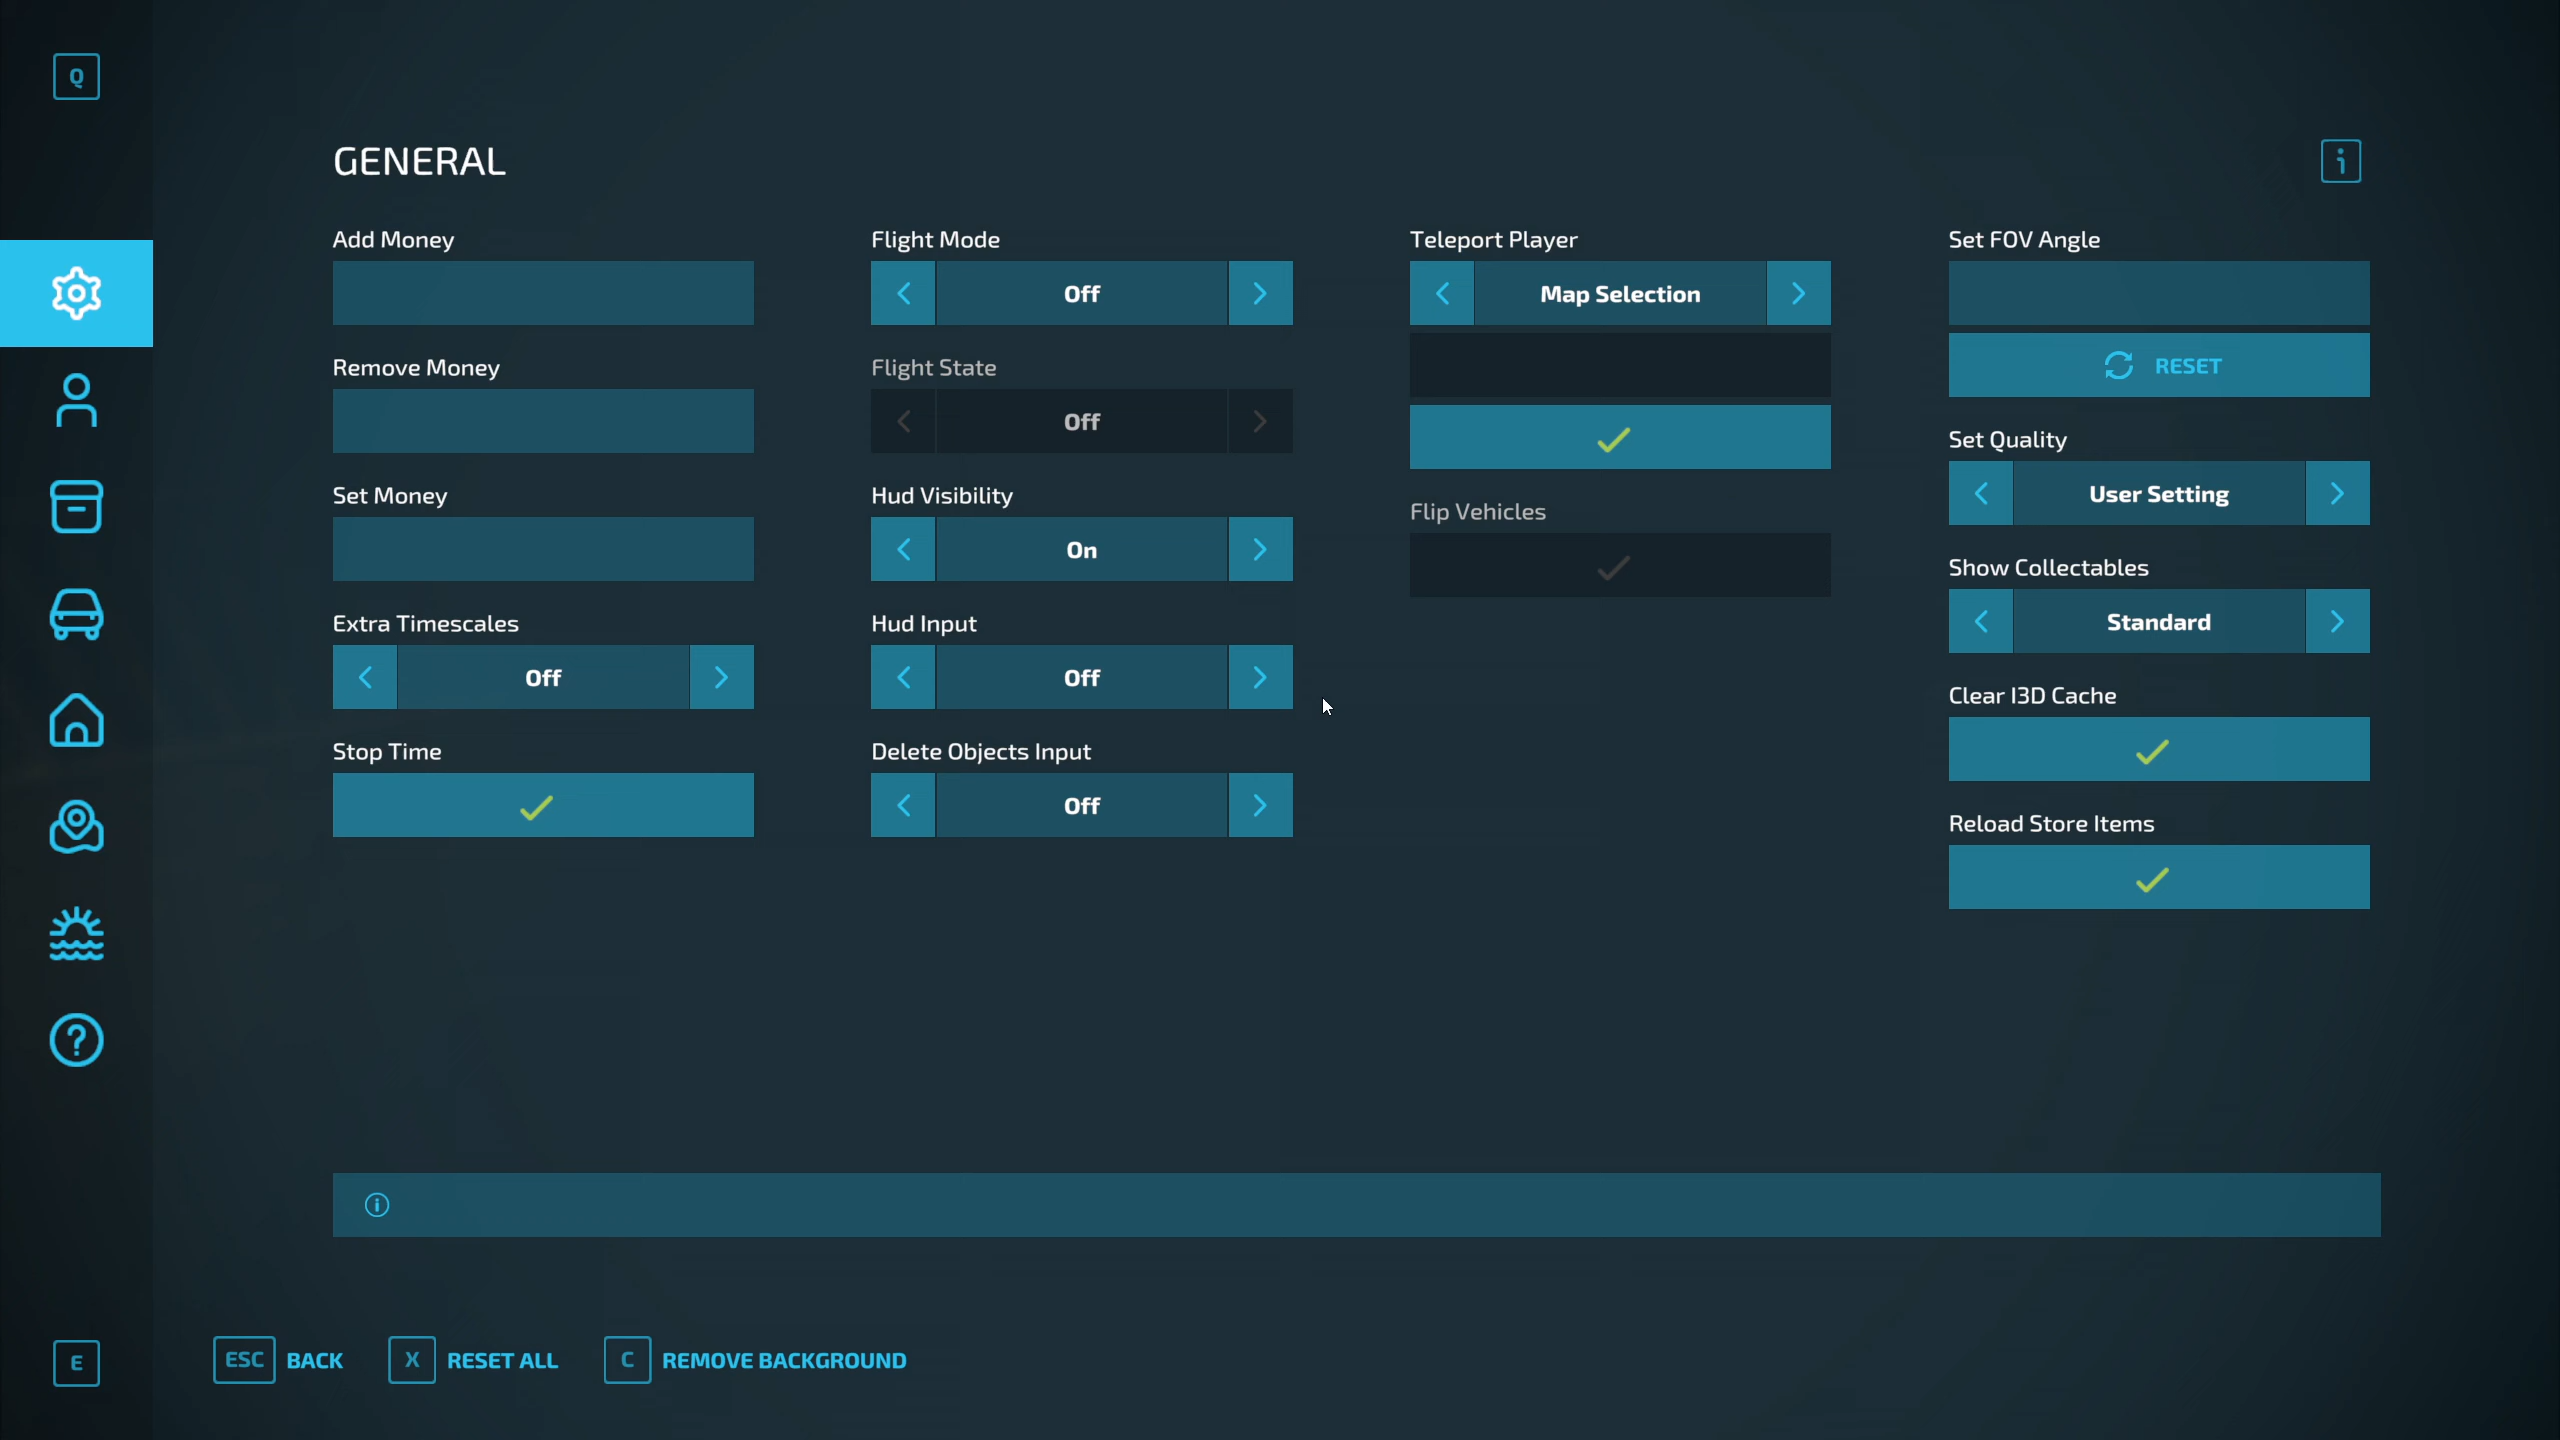 Q
GENERAL
Add Money
Remove Money
Set Money
Extra Timescales
Off
Stop Time
Flight Mode
Off
Flight State
Off
Hud Visibility
On
Hud Input
Off
Delete Objects Input
Off
Teleport Player
Map Selection
Flip Vehicles
Set FOV Angle
RESET
Set Quality
User Setting
Show Collectables
Standard
Clear I3D Cache
Reload Store Items
E
ESC BACK X RESET ALL C REMOVE BACKGROUND